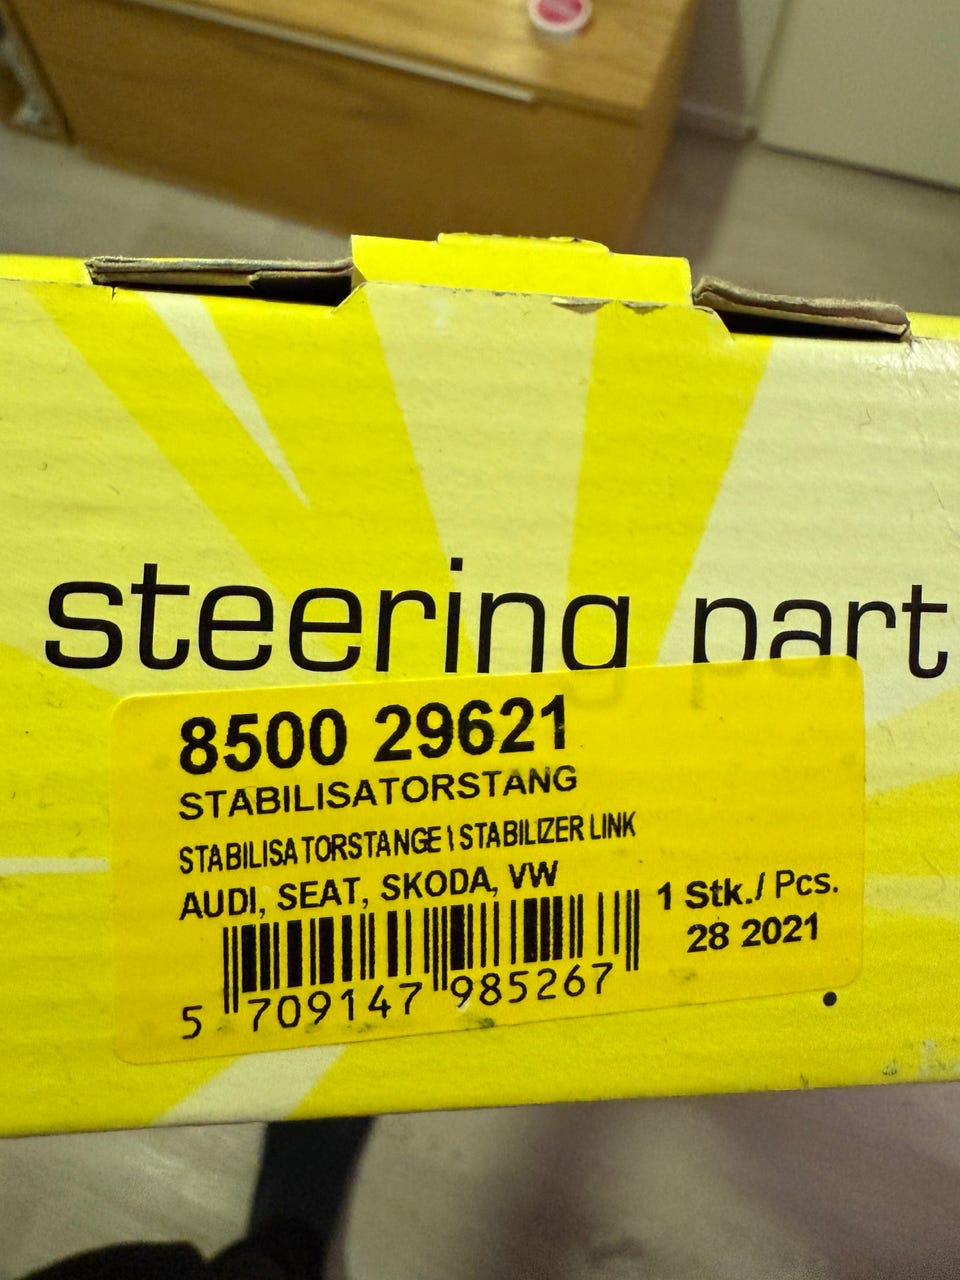 steering part
8500 29621
STABILISATORSTANG
STABILISATORSTANGE \ STABILIZER LINK
AUDI, SEAT, SKODA, VW
1 Stk./ Pcs.
28 2021
5 709147 985267